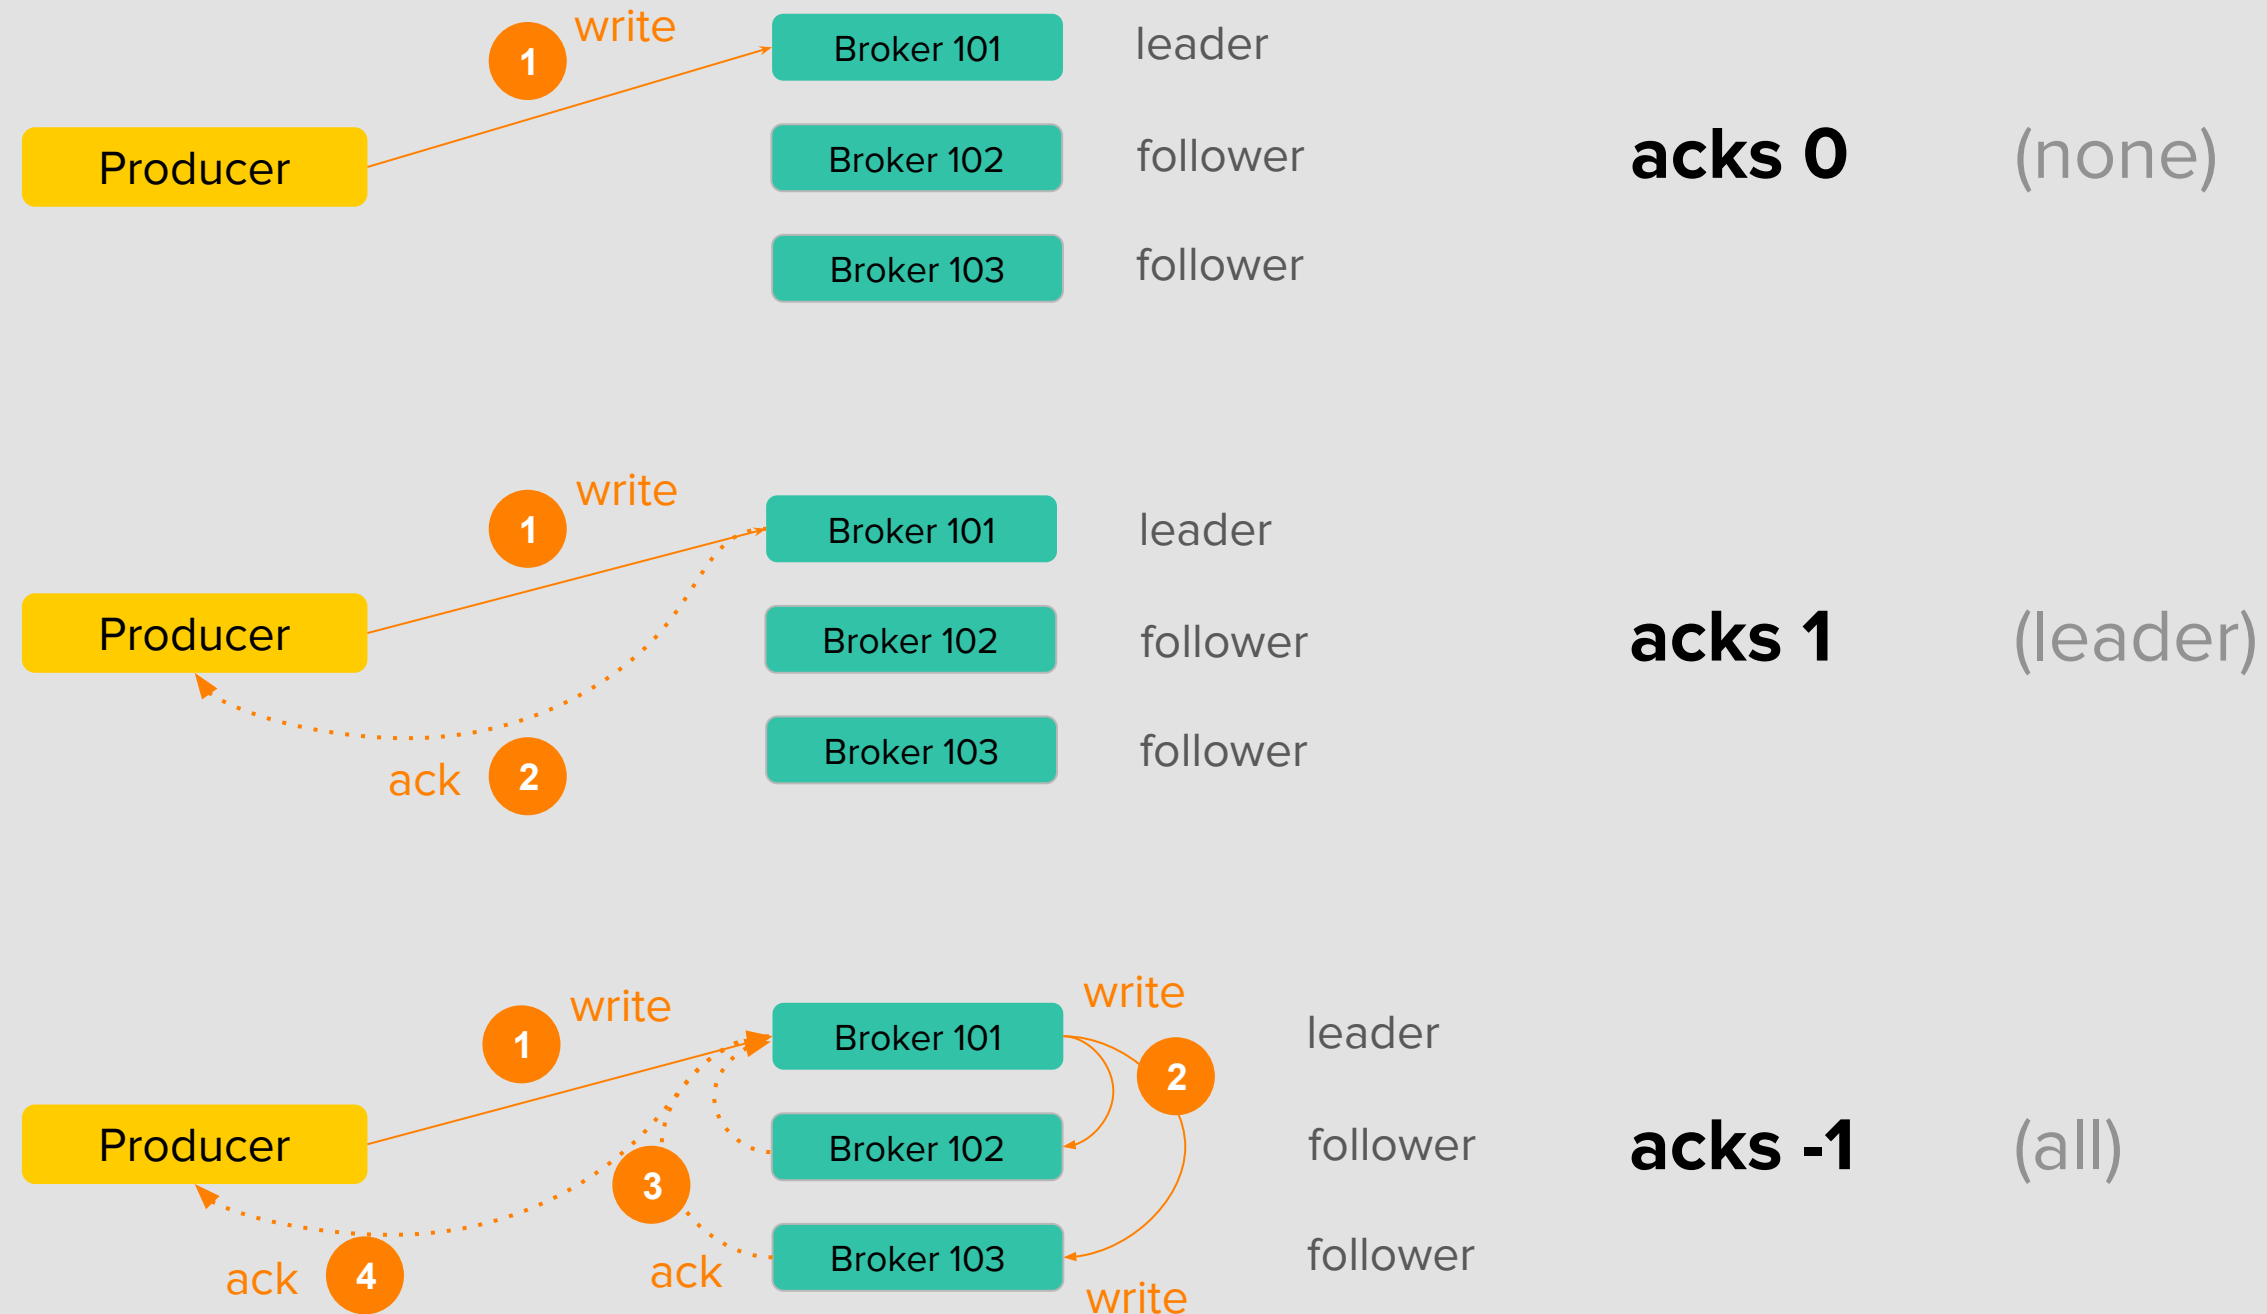 write
1
Broker 101
leader
Producer
Broker 102
follower
acks 0
(none)
Broker 103
follower
write
1
Broker 101
leader
Producer
Broker 102
follower
acks 1
(leader)
Broker 103
follower
ack
2
write
1
write
Broker 101
leader
2
Producer
Broker 102
follower
acks -1
(all)
3
Broker 103
follower
ack
4
ack
write